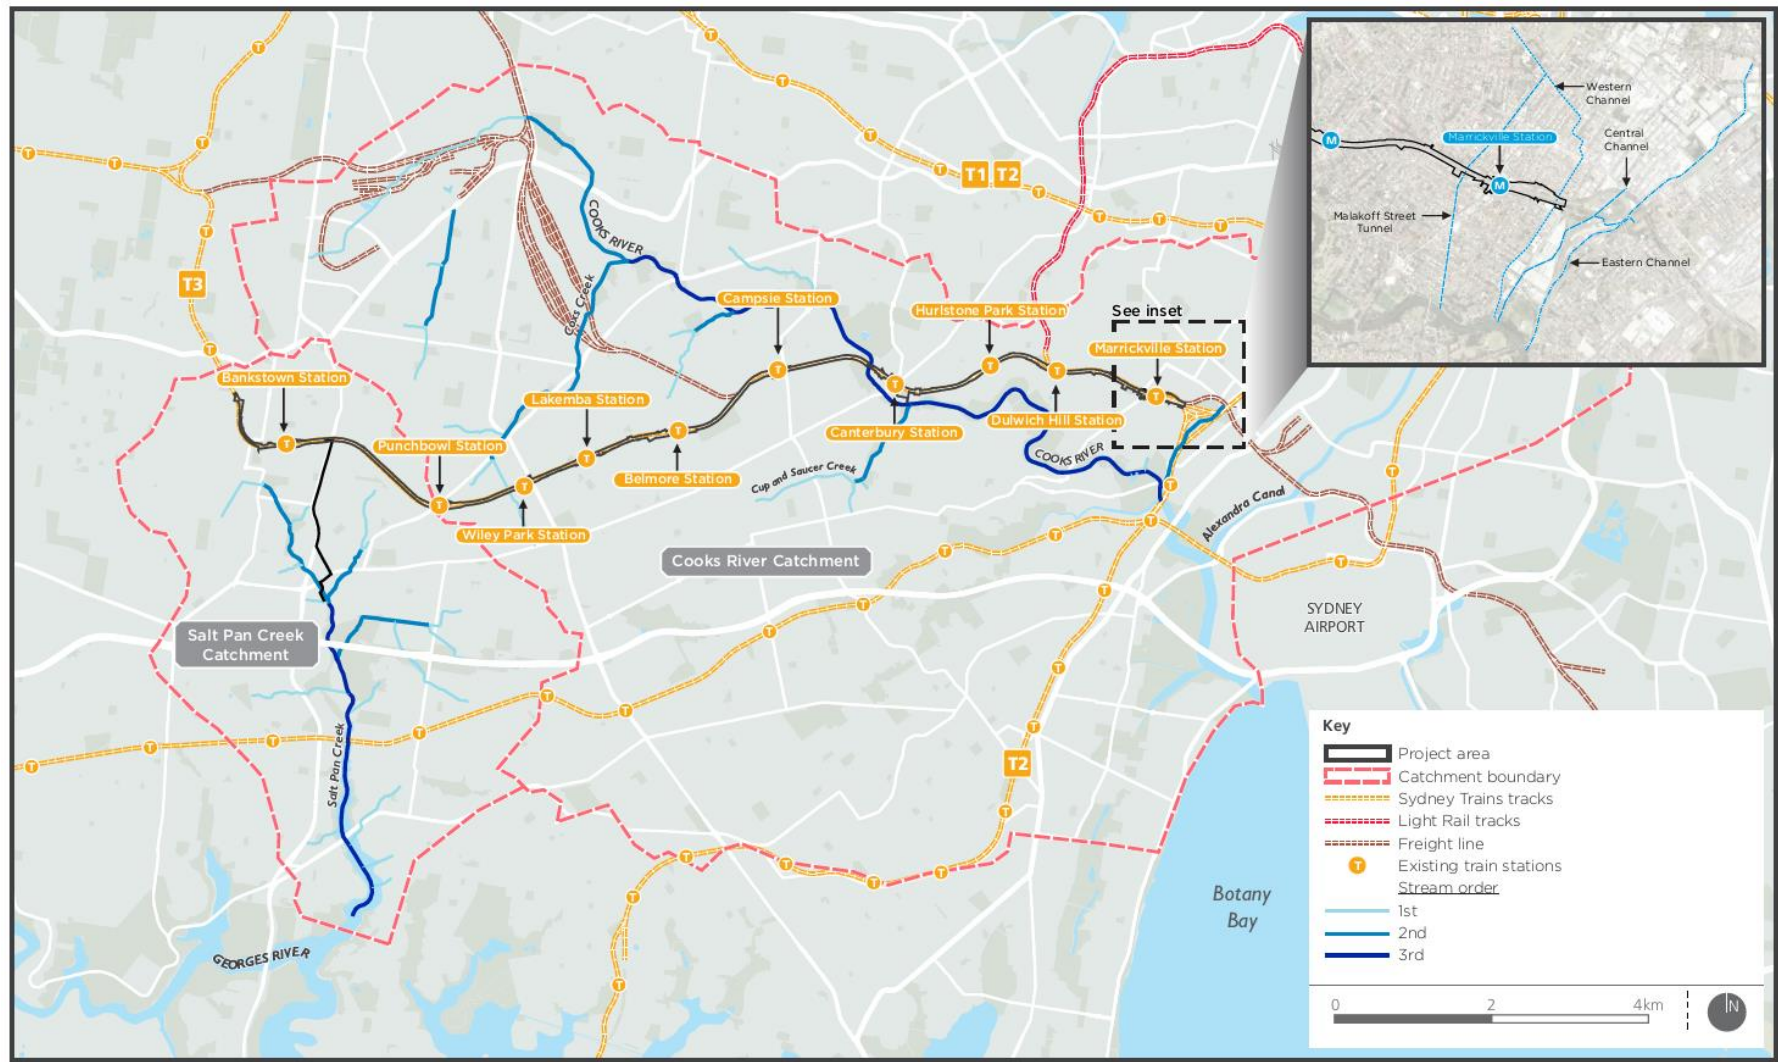 T1 T2
T3
T2
COOKS RIVER
Coxs Creek
Campsie Station
Hurlstone Park Station
See inset
Marrickville Station
Bankstown Station
Lakemba Station
Punchbowl Station
Canterbury Station
Dulwich Hill Station
COOKS RIVER
Belmore Station
Cup and Saucer Creek
Wiley Park Station
Alexandra Canal
Cooks River Catchment
SYDNEY
AIRPORT
Salt Pan Creek
Catchment
Salt Pan Creek
GEORGES RIVER
Botany
Bay
Western
Channel
M
Marrickville Station
Central
Channel
M
Malakoff Street
Tunnel
Eastern Channel
Key
Project area
Catchment boundary
Sydney Trains tracks
Light Rail tracks
Freight line
T Existing train stations
Stream order
1st
2nd
3rd
0 2 4km
N